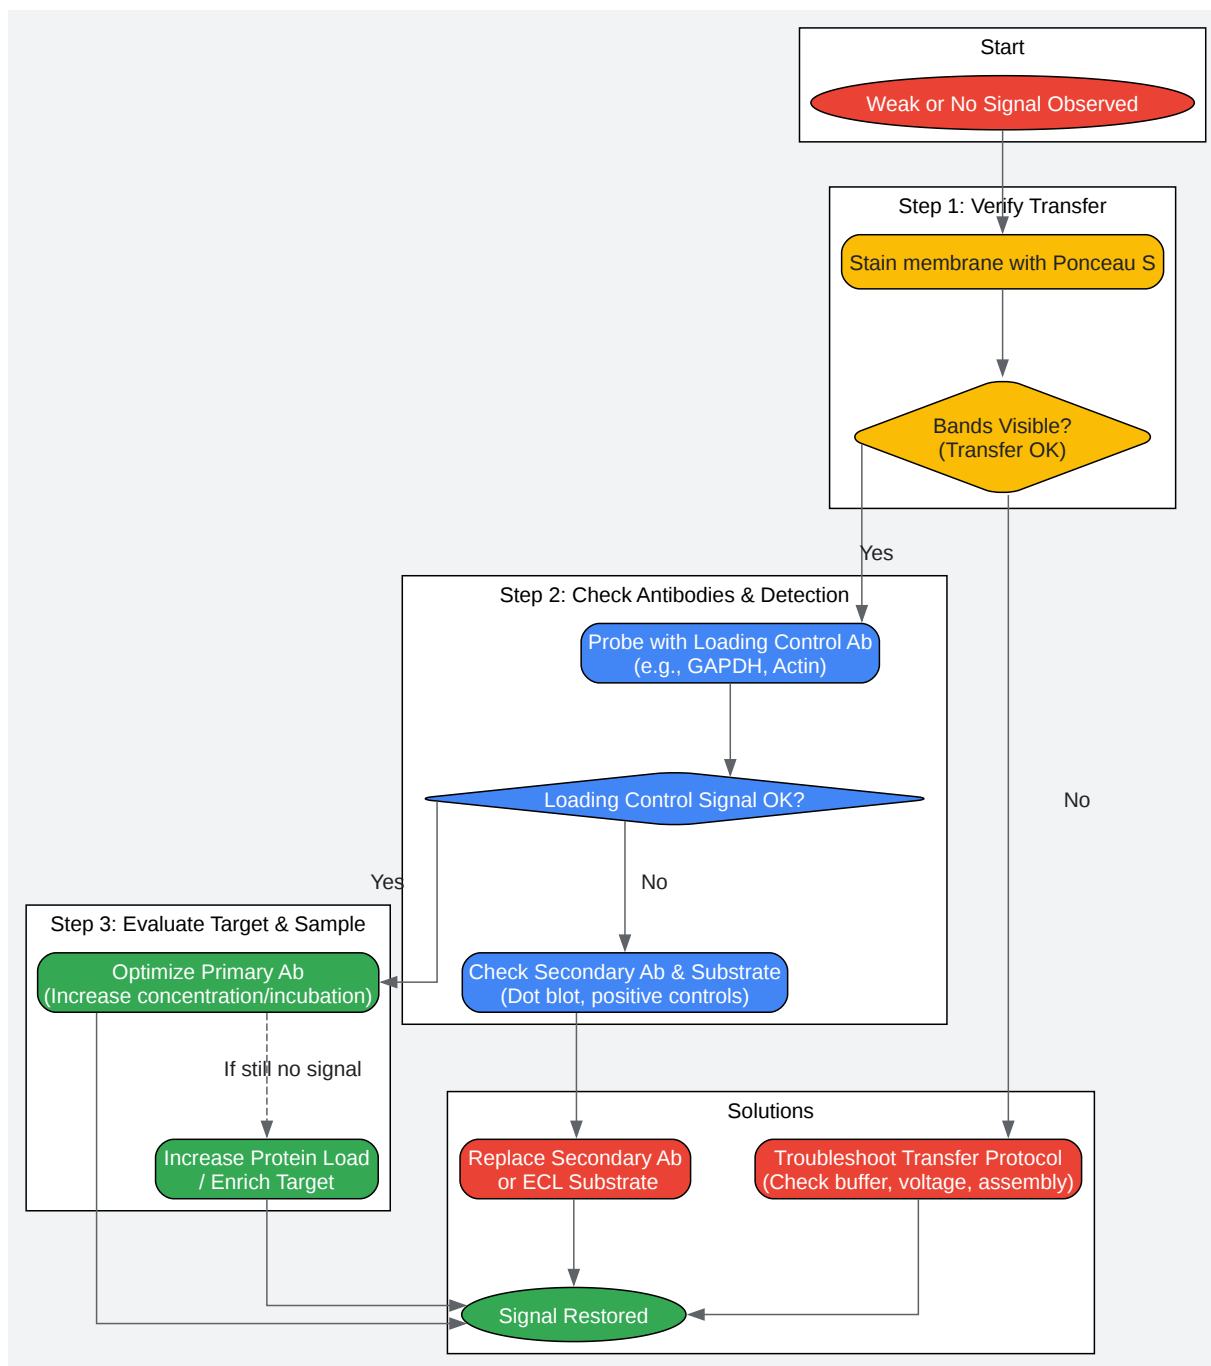 Start
Weak or No Signal Observed
Step 1: Verify Transfer
Stain membrane with Ponceau S
Bands Visible?
(Transfer OK)
Yes
No
Step 2: Check Antibodies & Detection
Probe with Loading Control Ab
(e.g., GAPDH, Actin)
Loading Control Signal OK?
Yes
No
Check Secondary Ab & Substrate
(Dot blot, positive controls)
Step 3: Evaluate Target & Sample
Optimize Primary Ab
(Increase concentration/incubation)
If still no signal
Increase Protein Load
/ Enrich Target
Solutions
Replace Secondary Ab
or ECL Substrate
Troubleshoot Transfer Protocol
(Check buffer, voltage, assembly)
Signal Restored